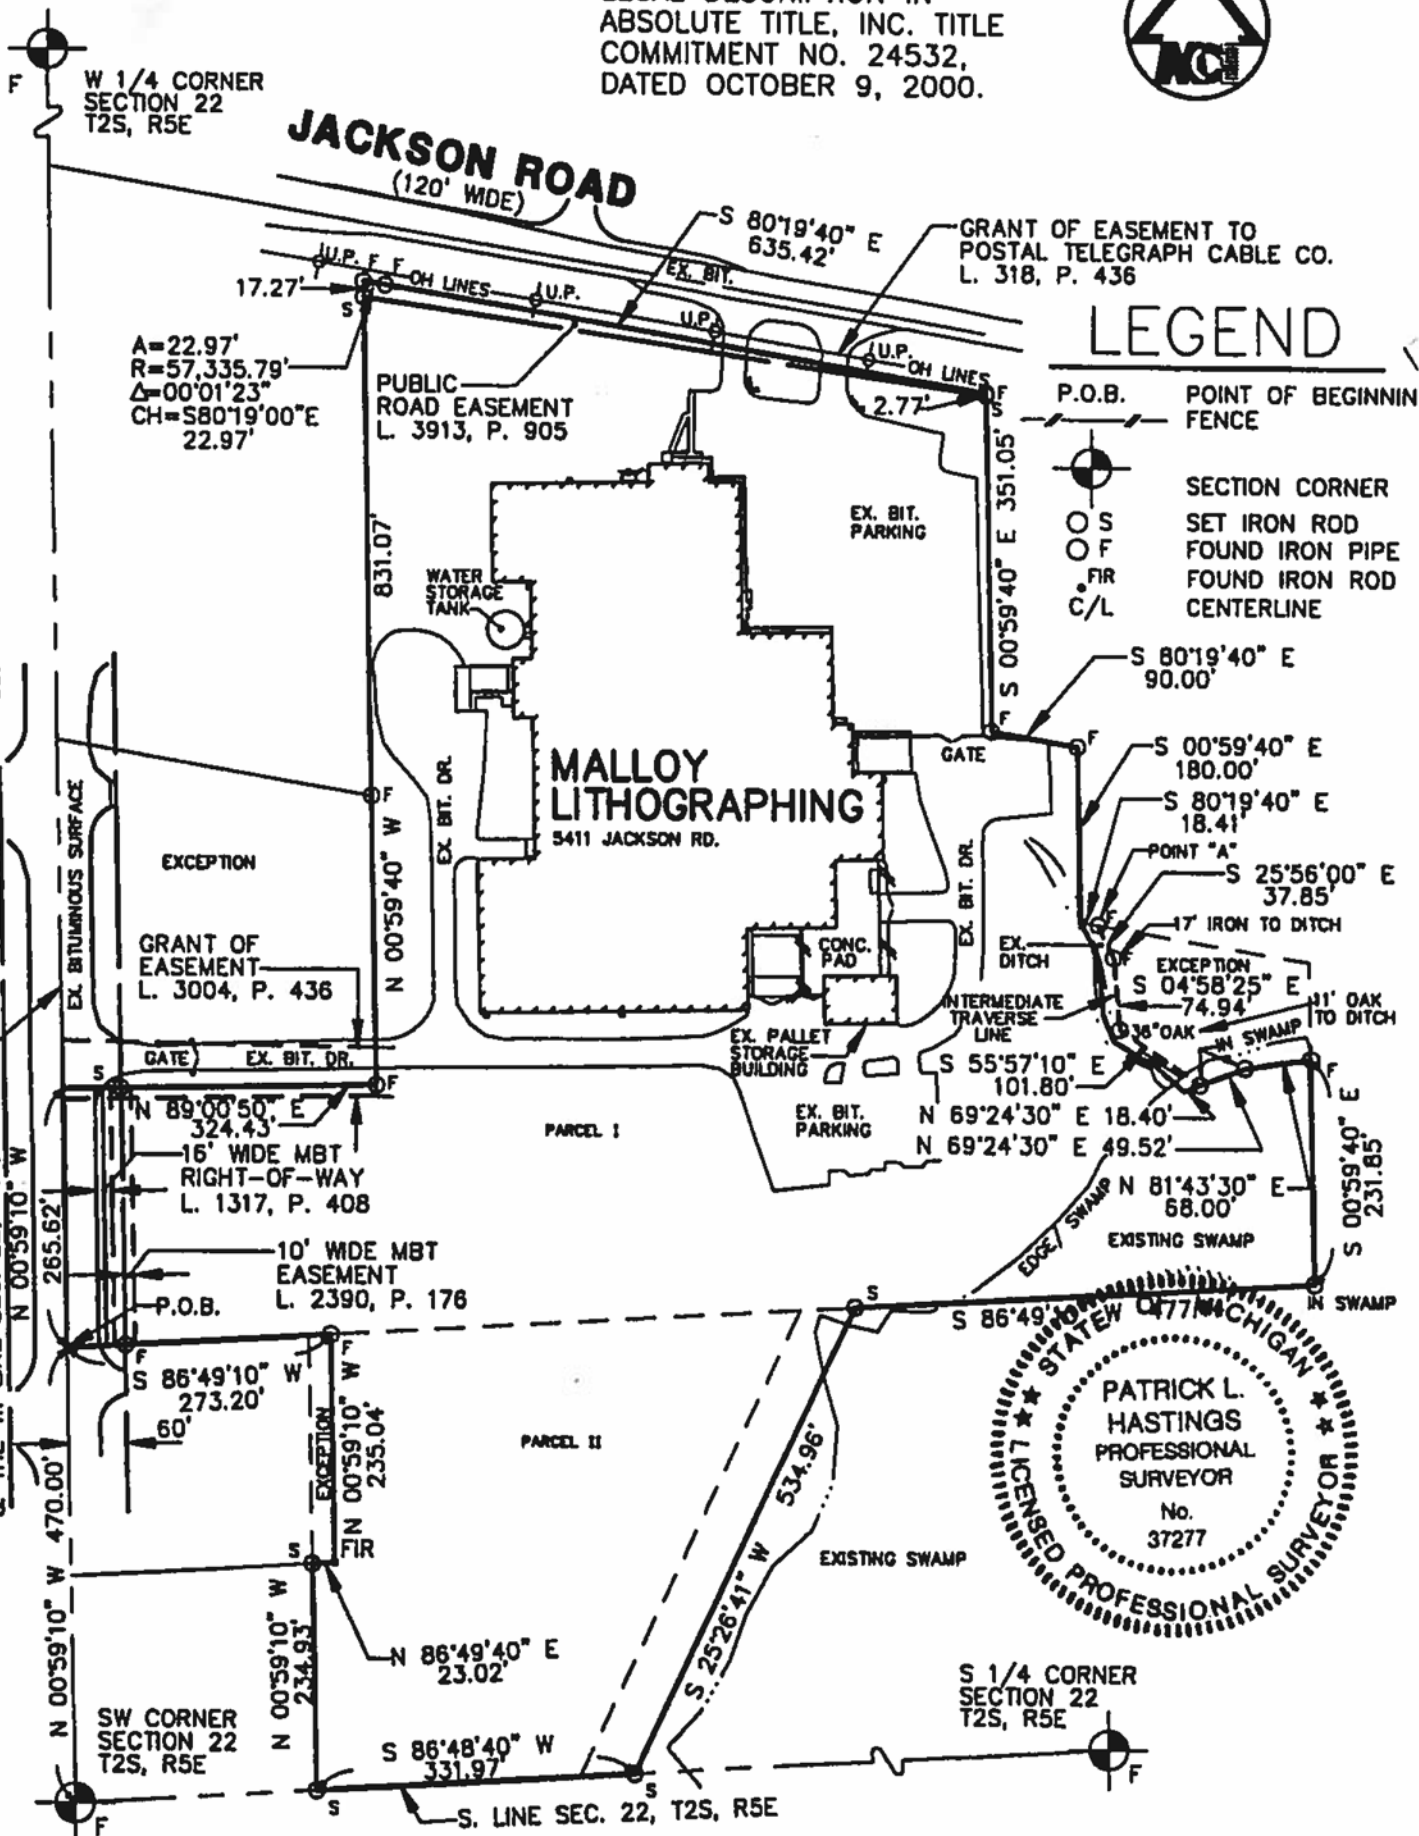 ABSOLUTE TITLE, INC. TITLE
COMMITMENT NO. 24532,
DATED OCTOBER 9, 2000.
F
W 1/4 CORNER
SECTION 22
T2S, R5E
JACKSON ROAD
(120' WIDE)
S 80°19'40" E
635.42'
GRANT OF EASEMENT TO
POSTAL TELEGRAPH CABLE CO.
L. 318, P. 436
EX. BIT.
U.P.
F
F
OH LINES
U.P.
U.P.
U.P.
OH LINES
17.27'
S
F
S
2.77'
A=22.97'
R=57,335.79'
Δ=00°01'23"
CH=S80°19'00"E
22.97'
PUBLIC
ROAD EASEMENT
L. 3913, P. 905
LEGEND
P.O.B. POINT OF BEGINNIN
FENCE
SECTION CORNER
S SET IRON ROD
F FOUND IRON PIPE
FIR FOUND IRON ROD
C/L CENTERLINE
EX. BIT.
PARKING
S 00°59'40" E 351.05'
831.07'
WATER
STORAGE
TANK
S 80°19'40" E
90.00'
F
F
GATE
S 00°59'40" E
180.00'
S 80°19'40" E
18.41'
POINT "A"
S 25°56'00" E
37.85'
17' IRON TO DITCH
MALLOY
LITHOGRAPHING
5411 JACKSON RD.
EX. BIT. DR.
EX. BIT. DR.
F
N 00°59'40" W
EX. BITUMINOUS SURFACE
EXCEPTION
GRANT OF
EASEMENT
L. 3004, P. 436
CONC.
PAD
EX.
DITCH
F
F
EXCEPTION
S 04°58'25" E
74.94'
11' OAK
TO DITCH
INTERMEDIATE
TRAVERSE
LINE
36" OAK
IN SWAMP
EX. PALLET
STORAGE
BUILDING
S 55°57'10" E
101.80'
GATE
EX. BIT. DR.
S
F
F
N 89°00'50" E
324.43'
PARCEL I
EX. BIT.
PARKING
N 69°24'30" E 18.40'
N 69°24'30" E 49.52'
16' WIDE MBT
RIGHT-OF-WAY
L. 1317, P. 408
N 81°43'30" E
68.00'
S 00°59'40" E
231.85'
EDGE/ SWAMP
EXISTING SWAMP
N 00°59'10" W
265.62'
10' WIDE MBT
EASEMENT
L. 2390, P. 176
P.O.B.
S
IN SWAMP
F
F
S 86°49'10" W
273.20'
60'
EXCEPTION
N 00°59'10" W
235.04'
PARCEL II
534.96'
S 25°26'41" W
STATE OF MICHIGAN
PATRICK L.
HASTINGS
PROFESSIONAL
SURVEYOR
No.
37277
LICENSED PROFESSIONAL SURVEYOR
EXISTING SWAMP
N 00°59'10" W 470.00'
S
FIR
N 00°59'10" W
234.93'
N 86°49'40" E
23.02'
SW CORNER
SECTION 22
T2S, R5E
S 86°48'40" W
331.97'
S 1/4 CORNER
SECTION 22
T2S, R5E
F
S
S
F
S. LINE SEC. 22, T2S, R5E